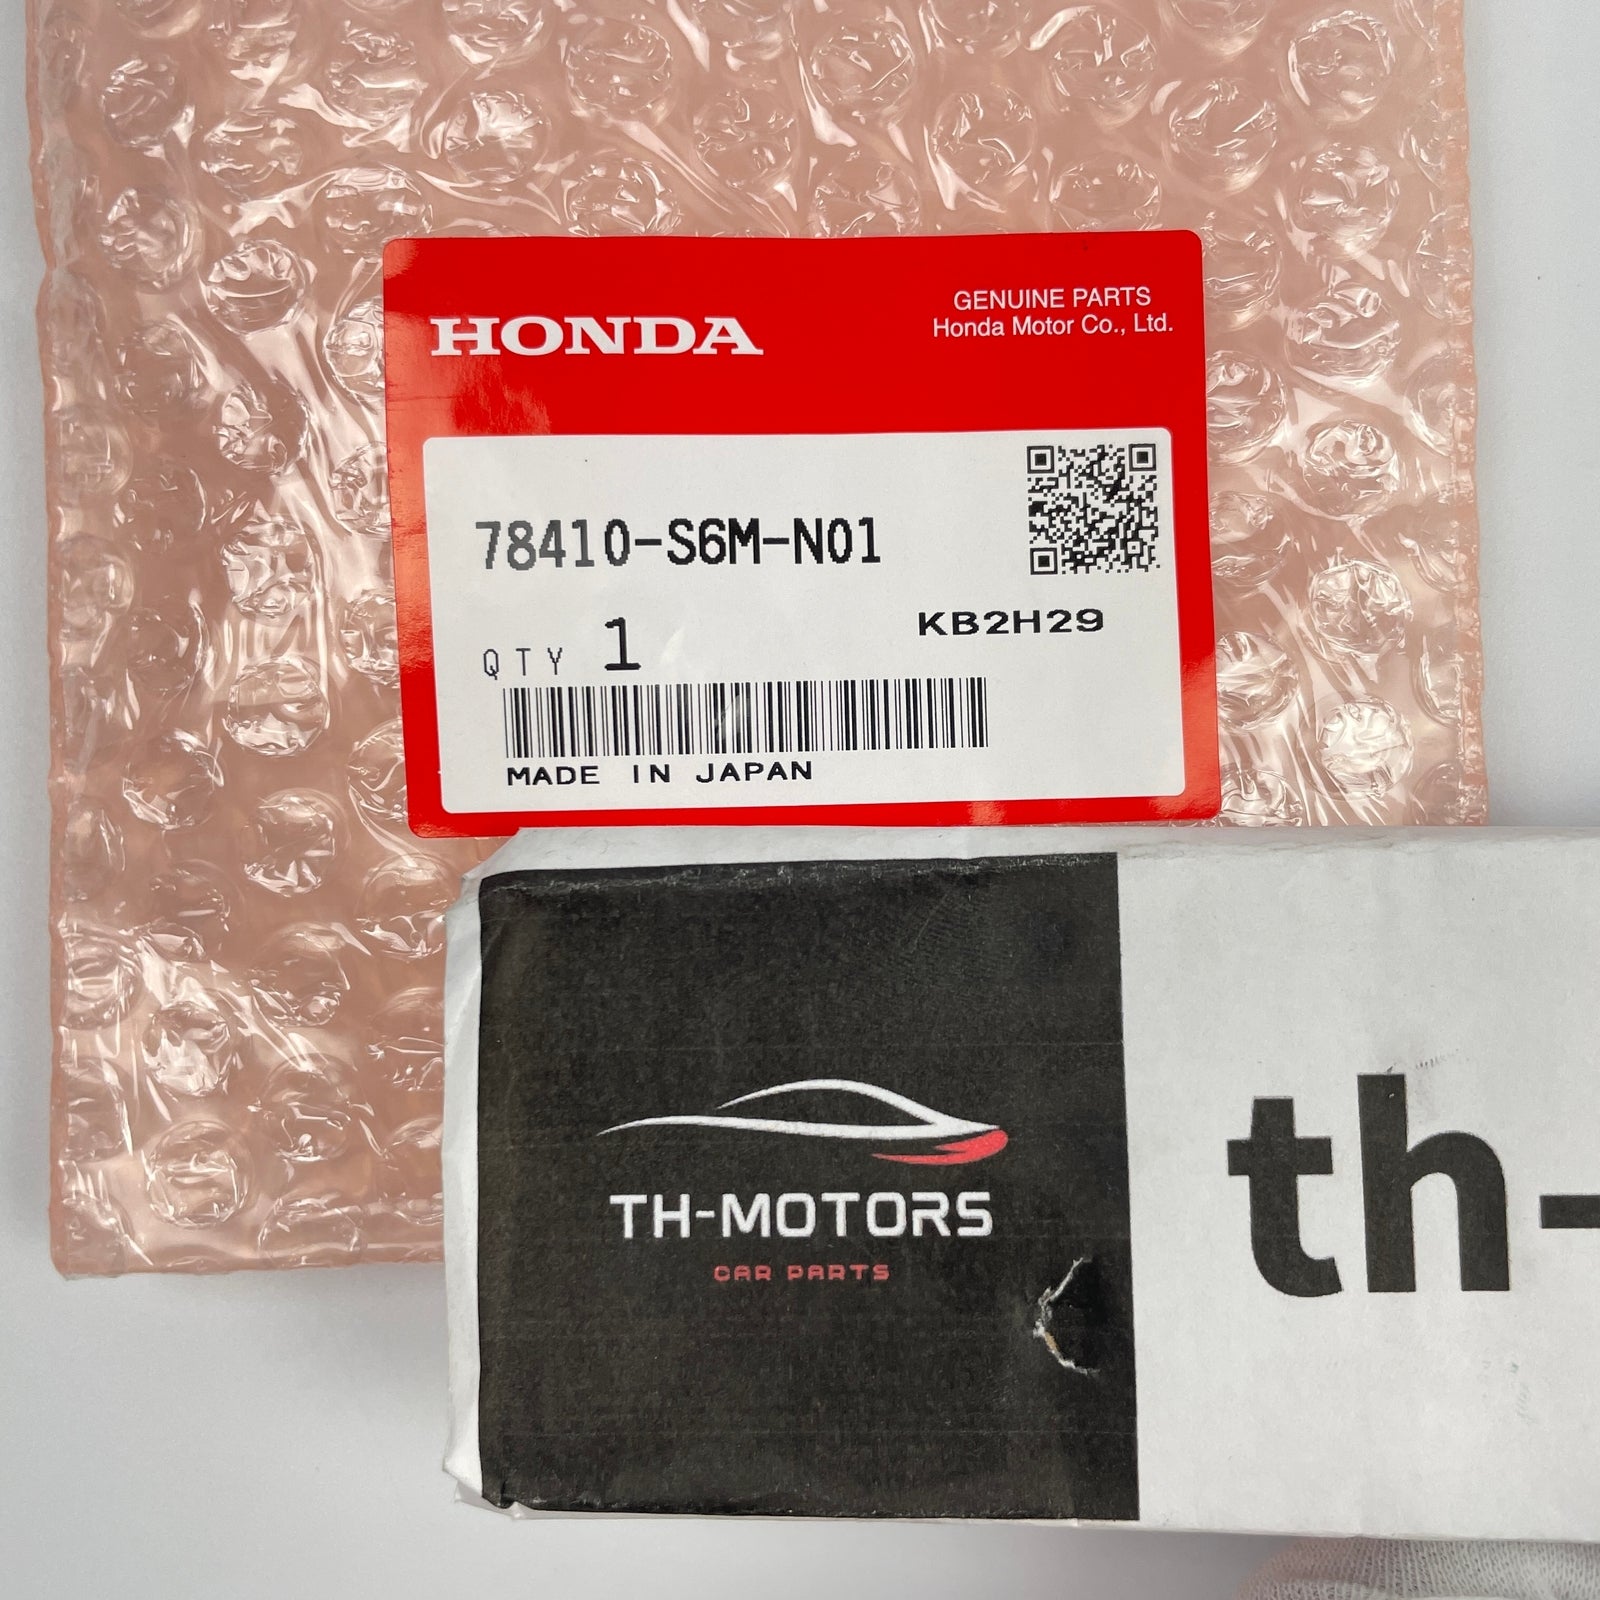 HONDA
GENUINE PARTS
Honda Motor Co., Ltd.
78410-S6M-N01
KB2H29
QTY 1
MADE IN JAPAN
TH-MOTORS
CAR PARTS
th-